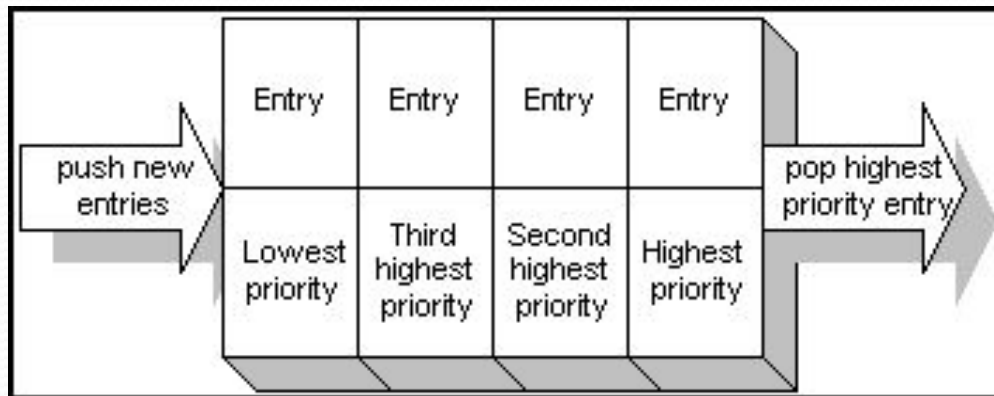 Entry Entry Entry Entry
push new
entries
pop highest
priority entry
Lowest
priority
Third
highest
priority
Second
highest
priority
Highest
priority